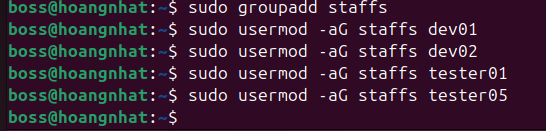 boss@hoangnhat:~$ sudo groupadd staffs
boss@hoangnhat:~$ sudo usermod -aG staffs dev01
boss@hoangnhat:~$ sudo usermod -aG staffs dev02
boss@hoangnhat:~$ sudo usermod -aG staffs tester01
boss@hoangnhat:~$ sudo usermod -aG staffs tester05
boss@hoangnhat:~$